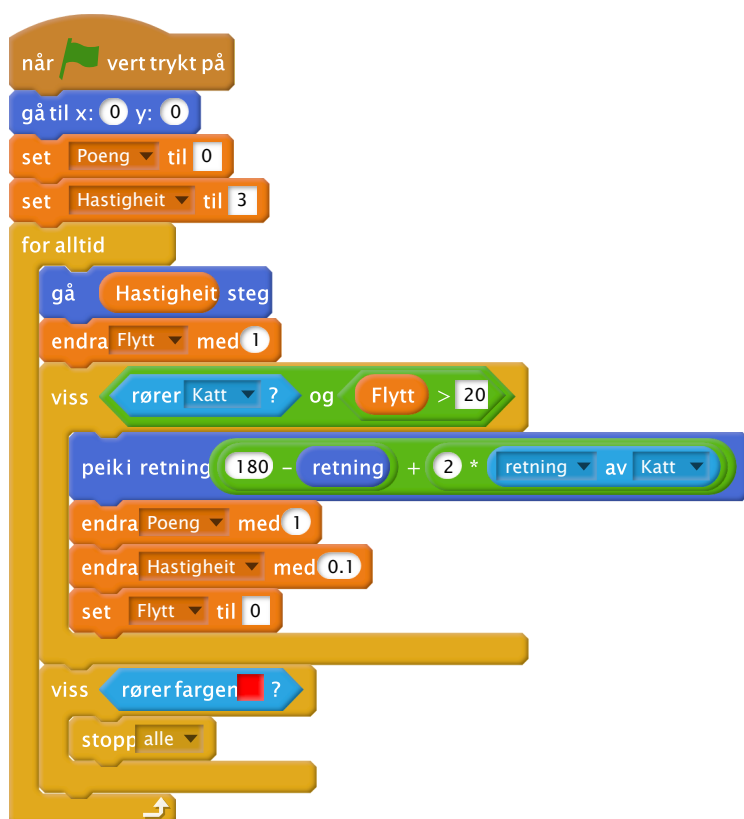 når vert trykt på
gå til x: 0 y: 0
set Poeng til 0
set Hastigheit til 3
for alltid
gå Hastigheit steg
endra Flytt med 1
viss rører Katt ? og Flytt > 20
peik i retning 180 - retning + 2 * retning av Katt
endra Poeng med 1
endra Hastigheit med 0.1
set Flytt til 0
viss rører fargen ?
stopp alle